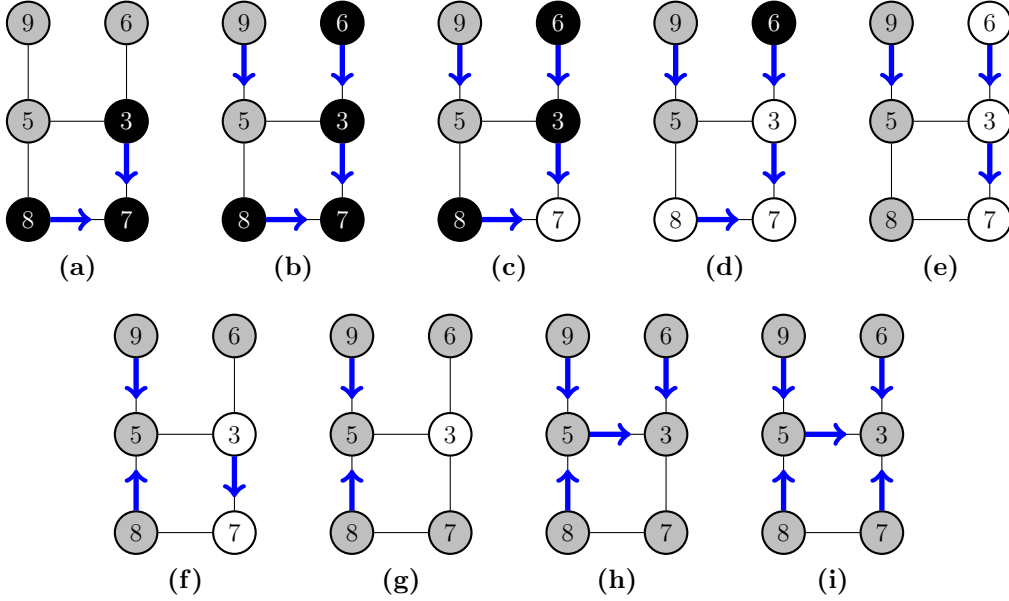 9 6 9 6 9 6 9 6 9 6
5 3 5 3 5 3 5 3 5 3
8 7 8 7 8 7 8 7 8 7
(a) (b) (c) (d) (e)
9 6 9 6 9 6 9 6
5 3 5 3 5 3 5 3
8 7 8 7 8 7 8 7
(f) (g) (h) (i)